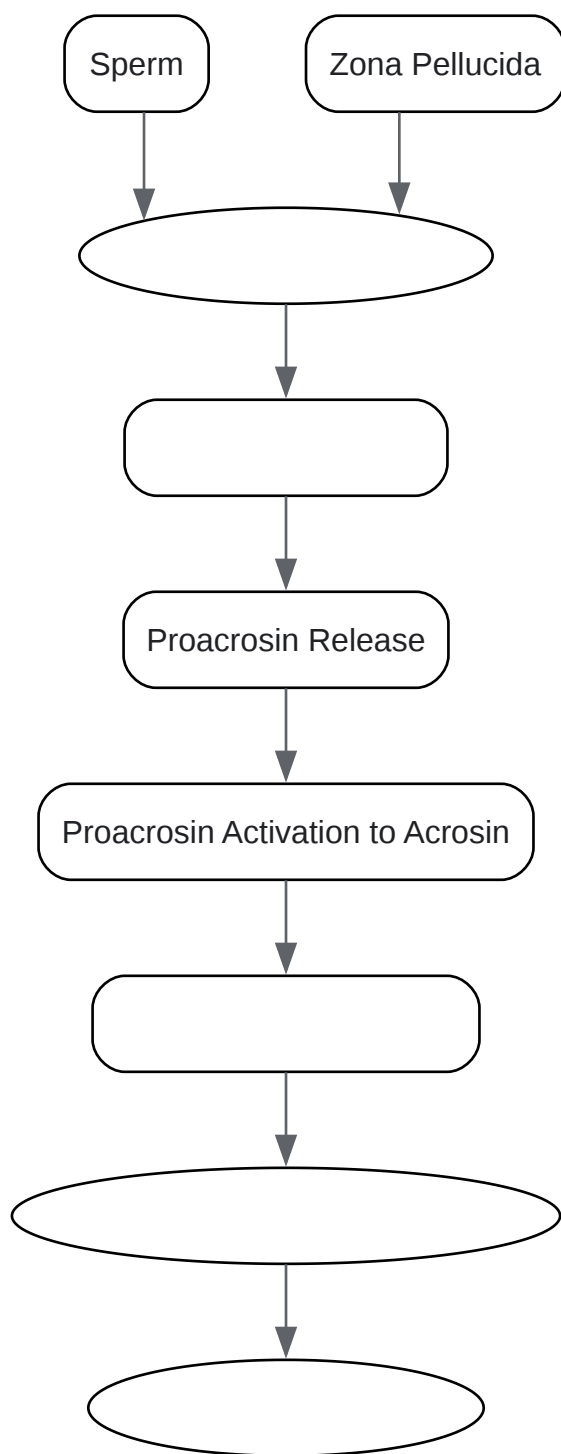 Sperm
Zona Pellucida
Proacrosin Release
Proacrosin Activation to Acrosin